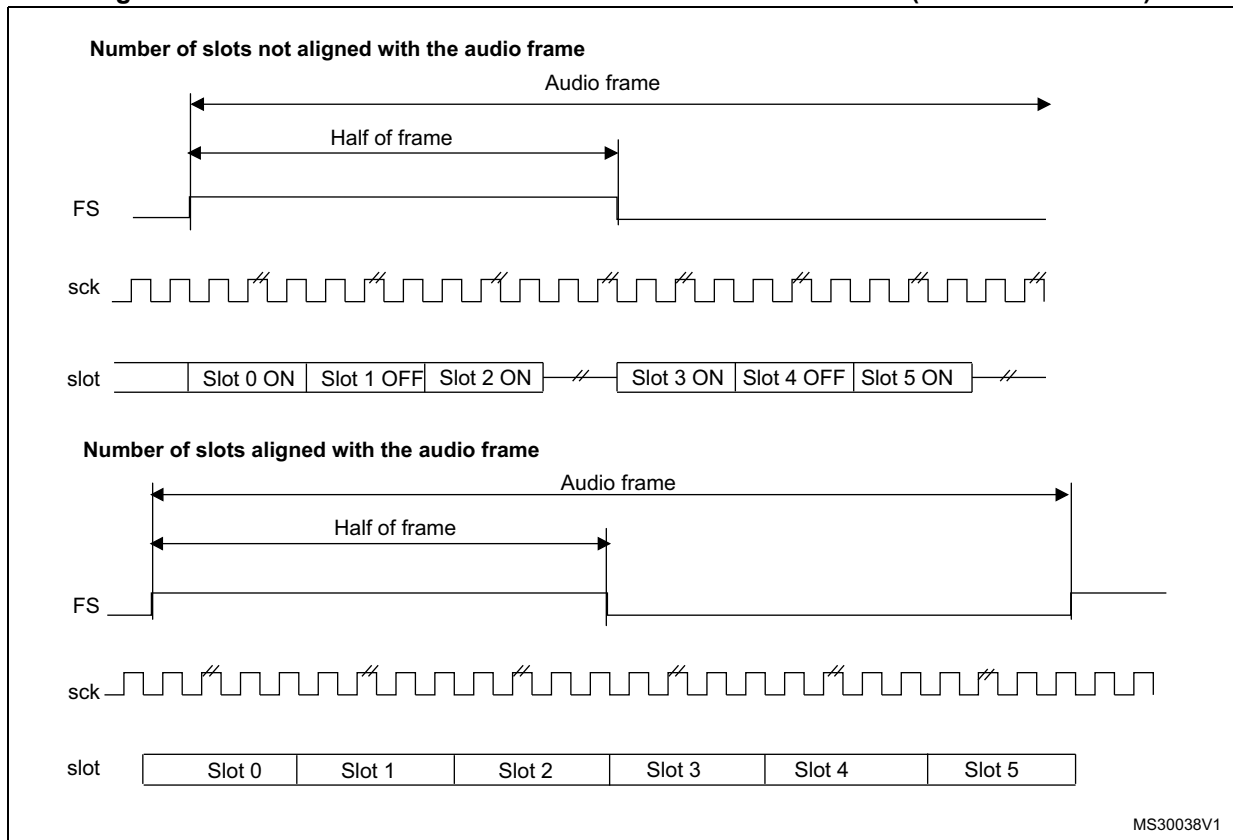 Number of slots not aligned with the audio frame
Audio frame
Half of frame
FS
sck
slot Slot 0 ON Slot 1 OFF Slot 2 ON Slot 3 ON Slot 4 OFF Slot 5 ON
Number of slots aligned with the audio frame
Audio frame
Half of frame
FS
sck
slot Slot 0 Slot 1 Slot 2 Slot 3 Slot 4 Slot 5
MS30038V1